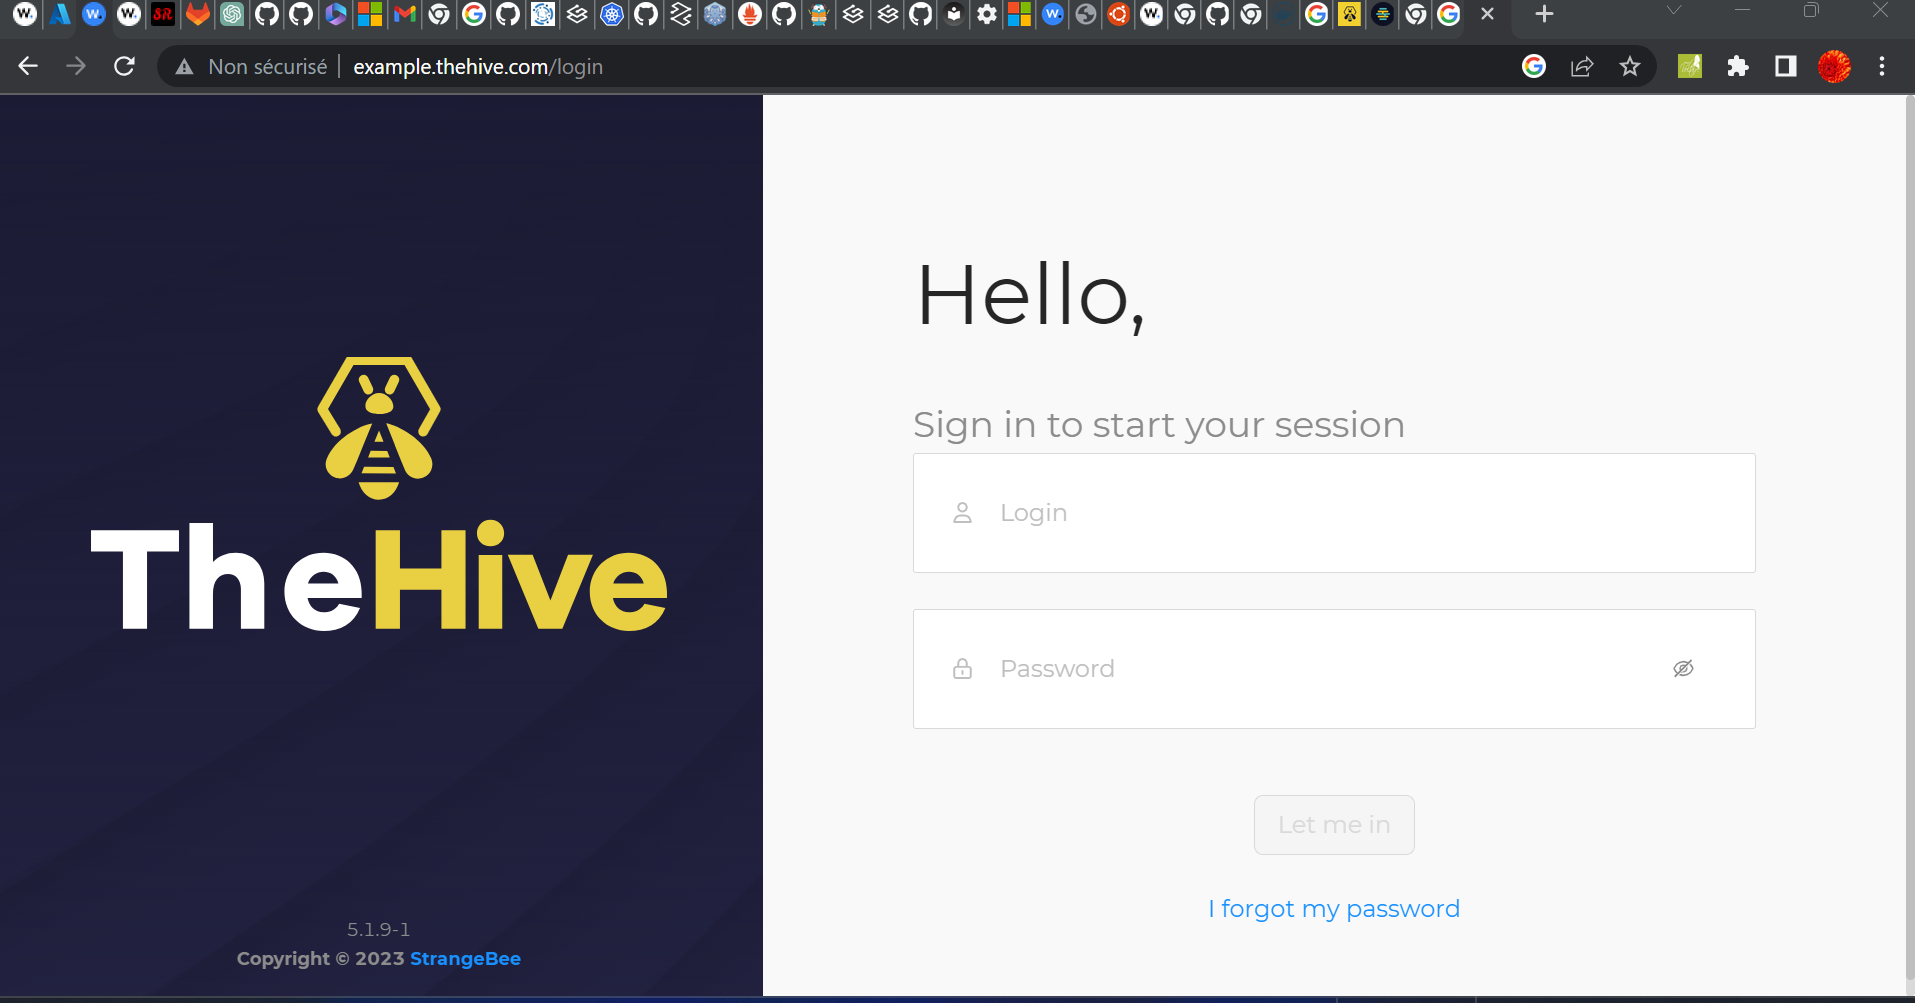 Non sécurisé example.thehive.com/login
TheHive
5.1.9-1
Copyright © 2023 StrangeBee
Hello,
Sign in to start your session
Login
Password
Let me in
I forgot my password